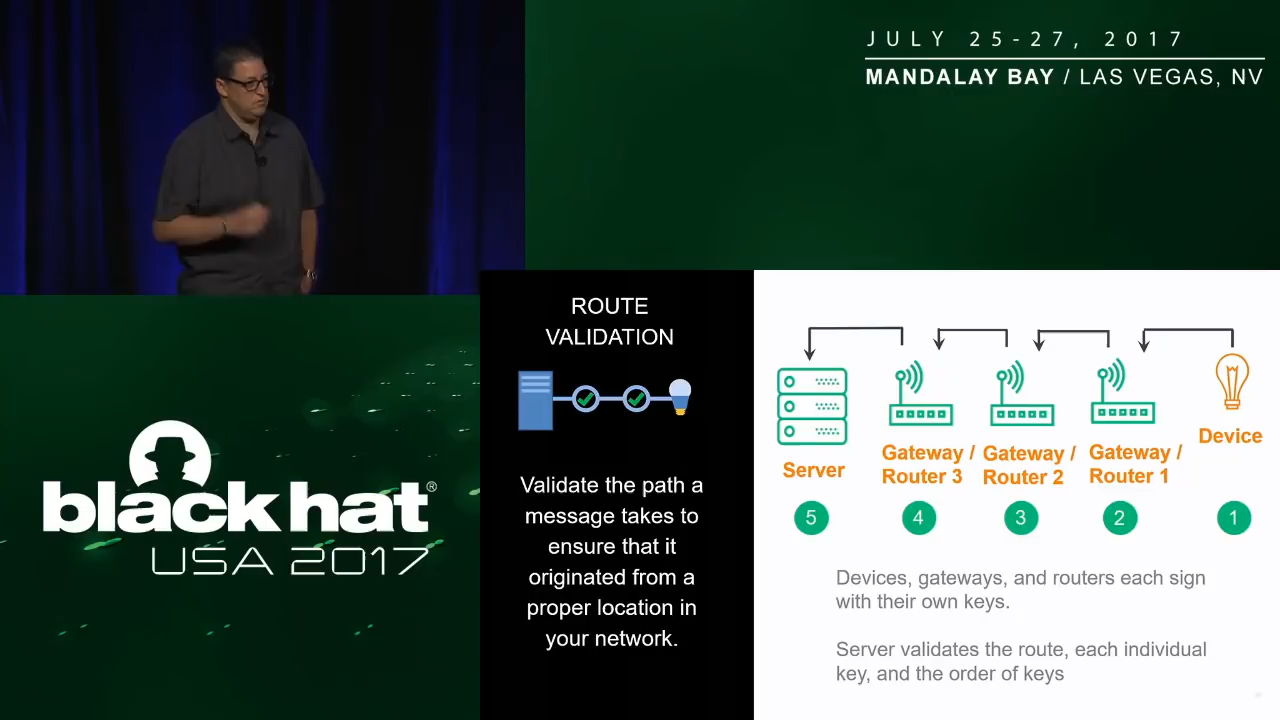 JULY 25-27, 2017
MANDALAY BAY / LAS VEGAS, NV
ROUTE
VALIDATION
Validate the path a
message takes to
ensure that it
originated from a
proper location in
your network.
Server
Gateway /
Router 3
Gateway /
Router 2
Gateway /
Router 1
Device
5
4
3
2
1
Devices, gateways, and routers each sign
with their own keys.
Server validates the route, each individual
key, and the order of keys
black hat®
USA 2017